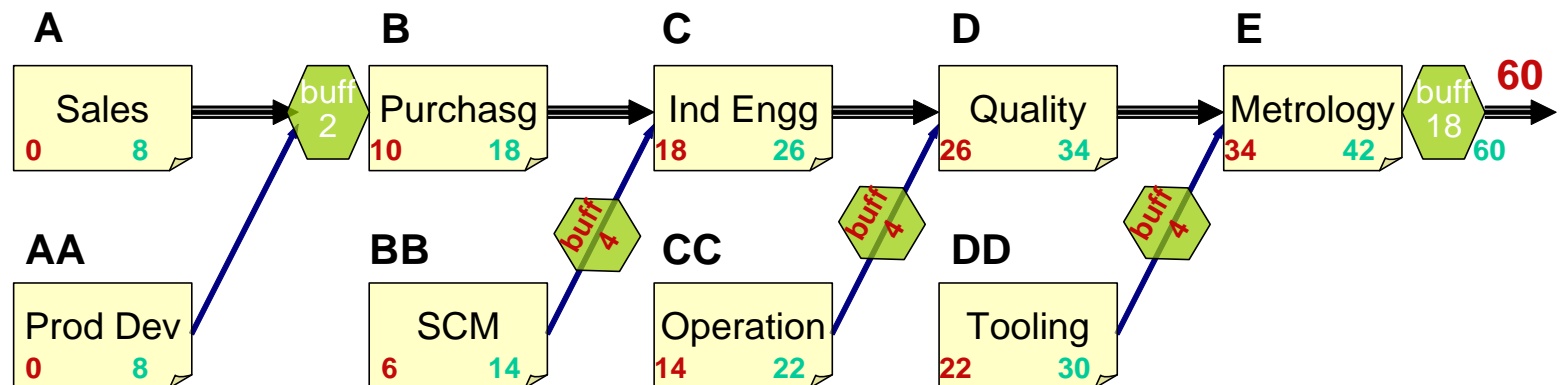 A
B
C
D
E
Sales
0 8
buff
2
Purchasg
10 18
Ind Engg
18 26
Quality
26 34
Metrology
34 42
buff
18
60
60
buff
4
buff
4
buff
4
AA
BB
CC
DD
Prod Dev
0 8
SCM
6 14
Operation
14 22
Tooling
22 30